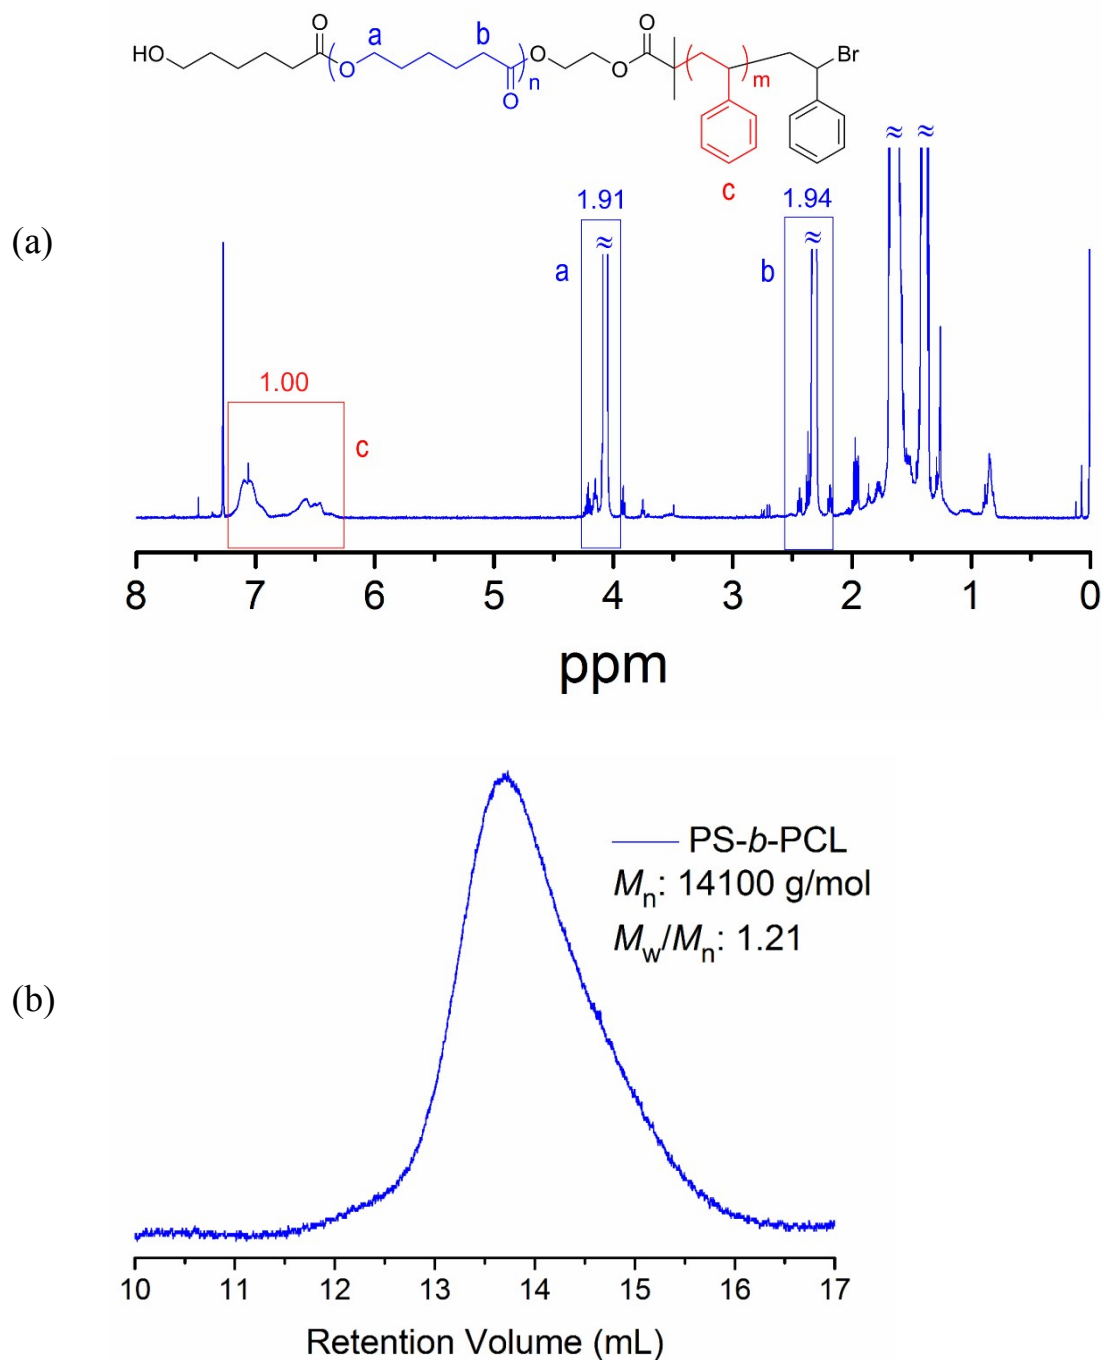 O
O
HO
a
b
O
O
n
O
O
O
m
Br
c
≈ ≈
1.91
1.94
(a)
a
≈
b
≈
1.00
c
8 7 6 5 4 3 2 1 0
ppm
PS-b-PCL
Mn: 14100 g/mol
Mw/Mn: 1.21
(b)
10 11 12 13 14 15 16 17
Retention Volume (mL)